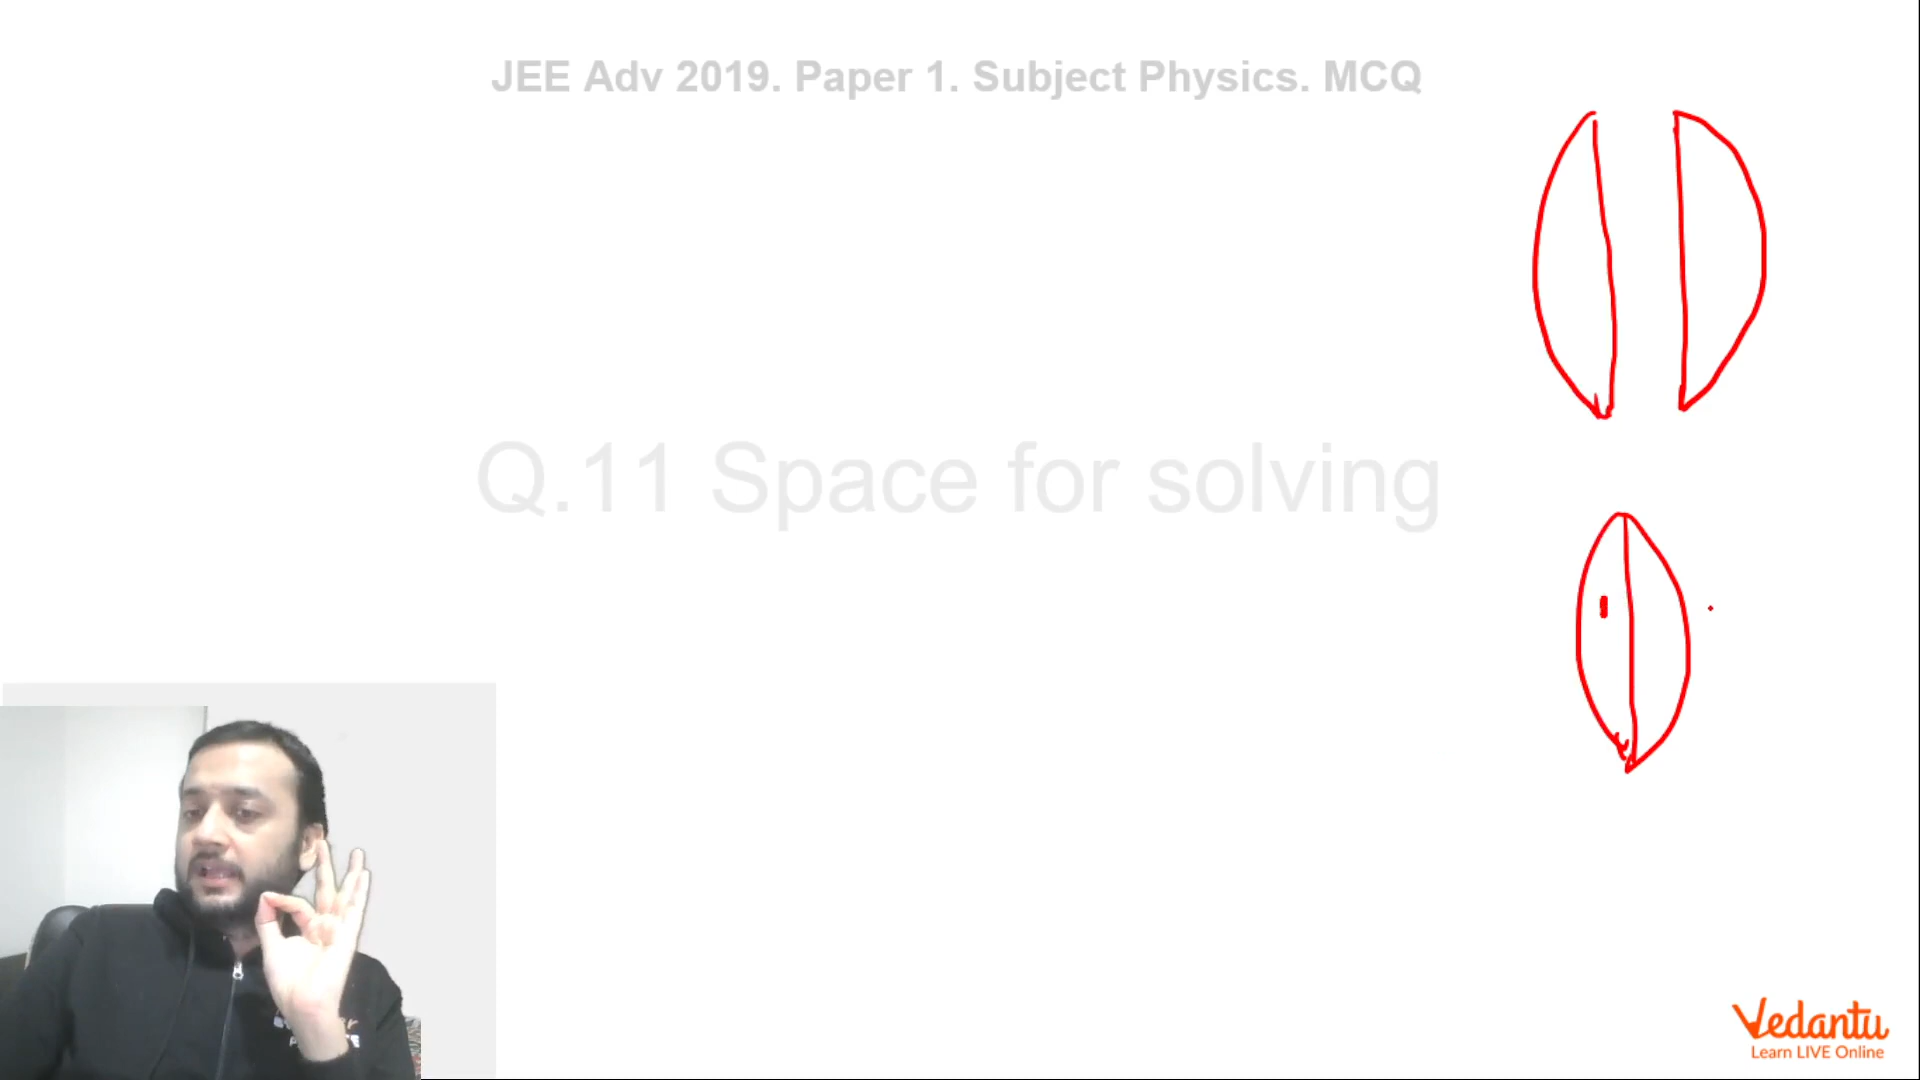 JEE Adv 2019. Paper 1. Subject Physics. MCQ
Q.11 Space for solving
Vedantu
Learn LIVE Online